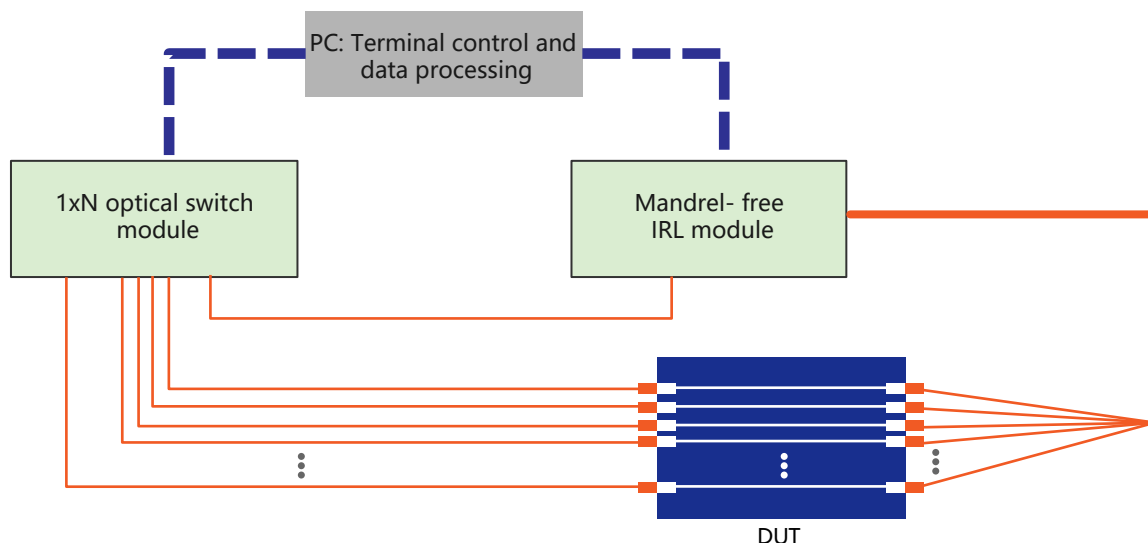 PC: Terminal control and
data processing
1xN optical switch
module
Mandrel- free
IRL module
DUT